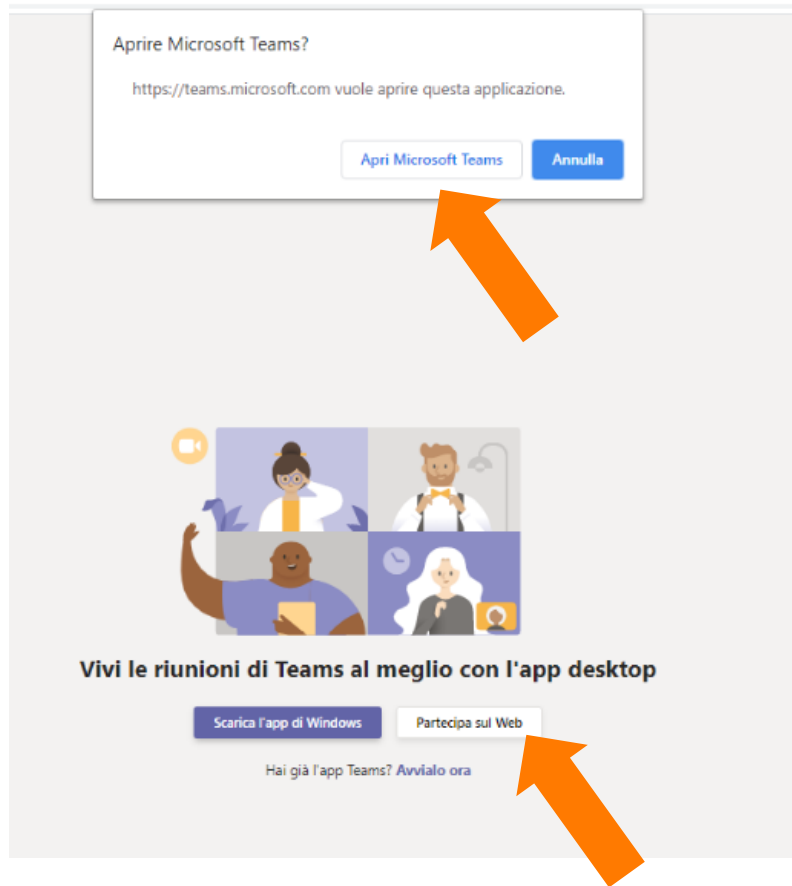 Aprire Microsoft Teams?
https://teams.microsoft.com vuole aprire questa applicazione.
Apri Microsoft Teams
Annulla
Vivi le riunioni di Teams al meglio con l'app desktop
Scarica l'app di Windows
Partecipa sul Web
Hai già l'app Teams? Avvialo ora